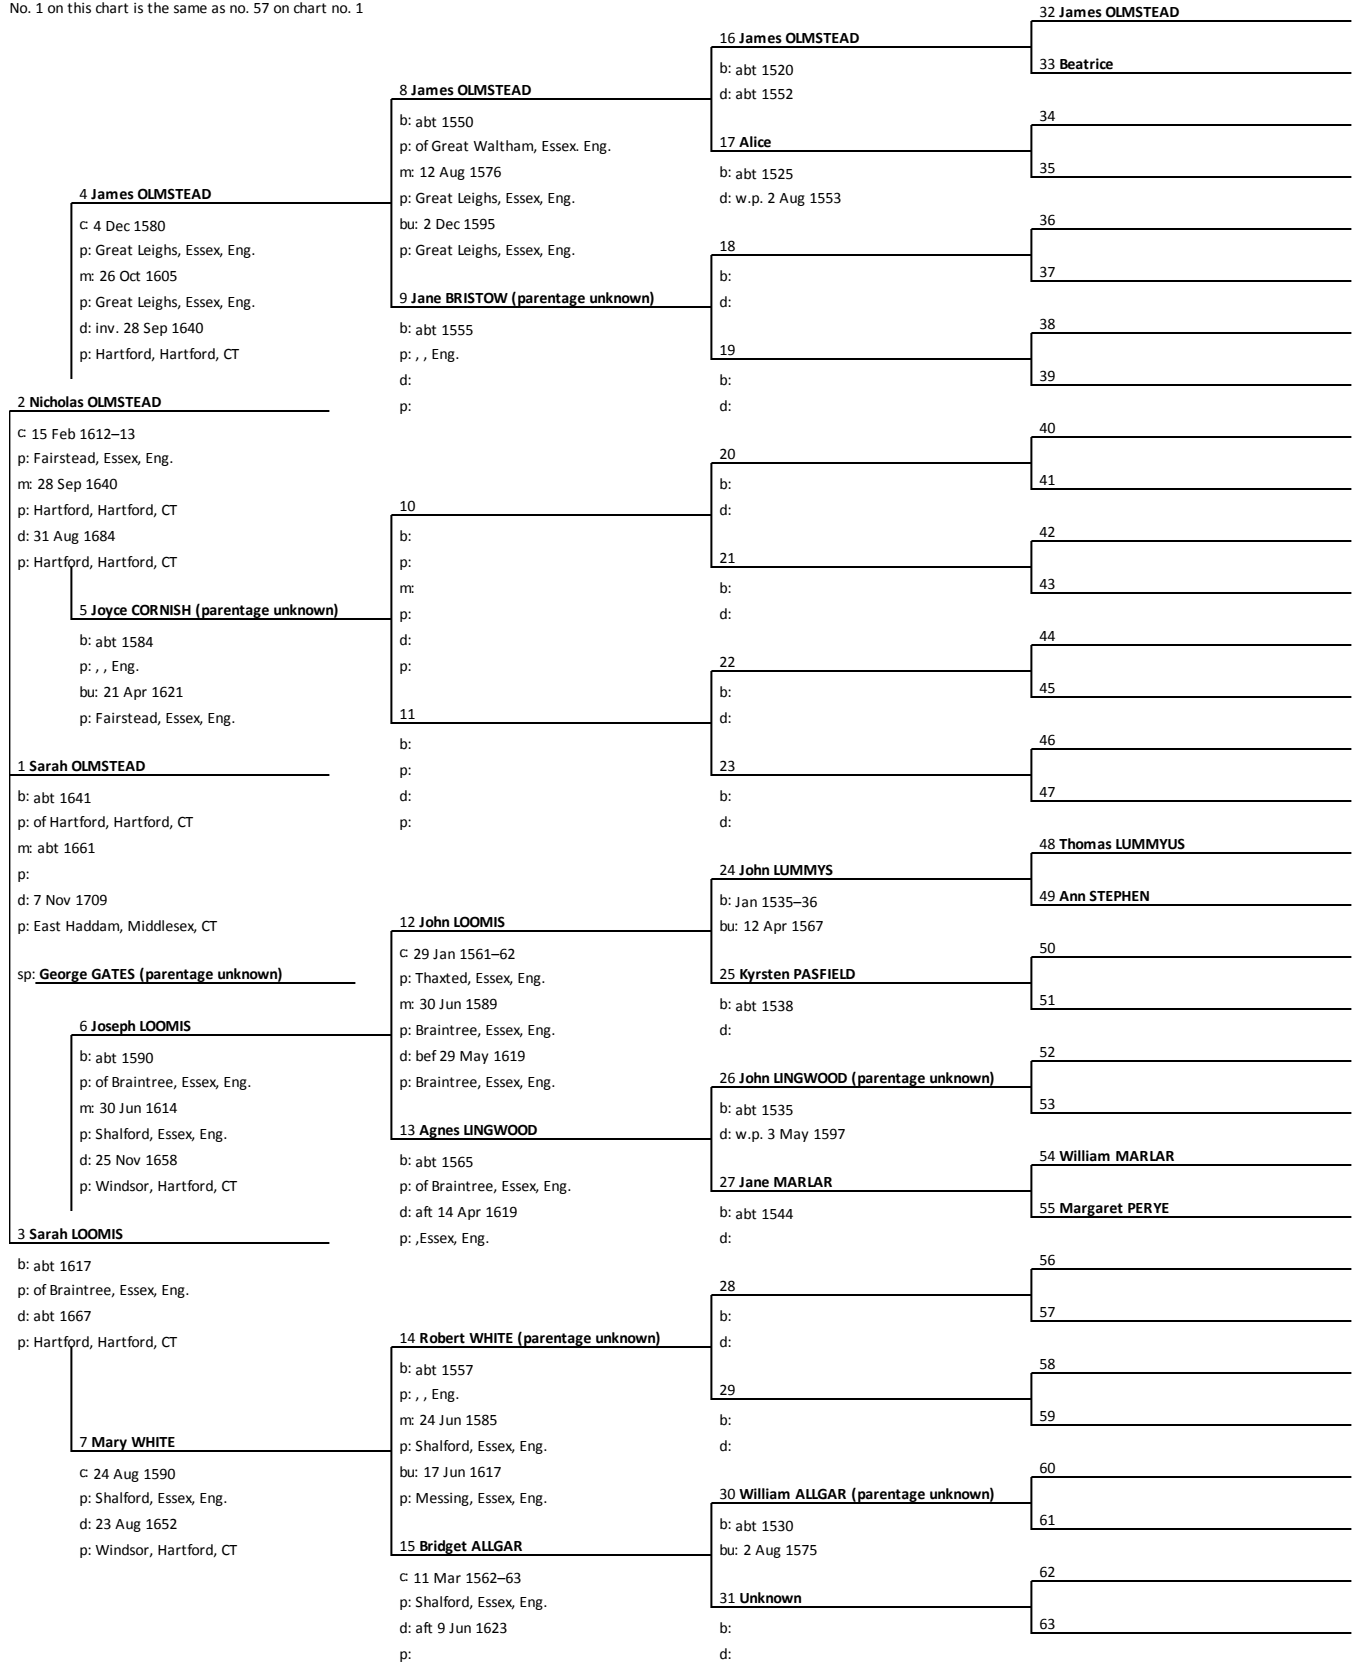 No. 1 on this chart is the same as no. 57 on chart no. 1
4 James OLMSTEAD
c: 4 Dec 1580
p: Great Leighs, Essex, Eng.
m: 26 Oct 1605
p: Great Leighs, Essex, Eng.
d: inv. 28 Sep 1640
p: Hartford, Hartford, CT
2 Nicholas OLMSTEAD
c: 15 Feb 1612–13
p: Fairstead, Essex, Eng.
m: 28 Sep 1640
p: Hartford, Hartford, CT
d: 31 Aug 1684
p: Hartford, Hartford, CT
5 Joyce CORNISH (parentage unknown)
b: abt 1584
p: , , Eng.
bu: 21 Apr 1621
p: Fairstead, Essex, Eng.
1 Sarah OLMSTEAD
b: abt 1641
p: of Hartford, Hartford, CT
m: abt 1661
p:
d: 7 Nov 1709
p: East Haddam, Middlesex, CT
sp: George GATES (parentage unknown)
6 Joseph LOOMIS
b: abt 1590
p: of Braintree, Essex, Eng.
m: 30 Jun 1614
p: Shalford, Essex, Eng.
d: 25 Nov 1658
p: Windsor, Hartford, CT
3 Sarah LOOMIS
b: abt 1617
p: of Braintree, Essex, Eng.
d: abt 1667
p: Hartford, Hartford, CT
7 Mary WHITE
c: 24 Aug 1590
p: Shalford, Essex, Eng.
d: 23 Aug 1652
p: Windsor, Hartford, CT
8 James OLMSTEAD
b: abt 1550
p: of Great Waltham, Essex. Eng.
m: 12 Aug 1576
p: Great Leighs, Essex, Eng.
bu: 2 Dec 1595
p: Great Leighs, Essex, Eng.
9 Jane BRISTOW (parentage unknown)
b: abt 1555
p: , , Eng.
d:
p:
10
b:
p:
m:
p:
d:
p:
11
b:
p:
d:
p:
12 John LOOMIS
c: 29 Jan 1561–62
p: Thaxted, Essex, Eng.
m: 30 Jun 1589
p: Braintree, Essex, Eng.
d: bef 29 May 1619
p: Braintree, Essex, Eng.
13 Agnes LINGWOOD
b: abt 1565
p: of Braintree, Essex, Eng.
d: aft 14 Apr 1619
p: ,Essex, Eng.
14 Robert WHITE (parentage unknown)
b: abt 1557
p: , , Eng.
m: 24 Jun 1585
p: Shalford, Essex, Eng.
bu: 17 Jun 1617
p: Messing, Essex, Eng.
15 Bridget ALLGAR
c: 11 Mar 1562–63
p: Shalford, Essex, Eng.
d: aft 9 Jun 1623
p:
16 James OLMSTEAD
b: abt 1520
d: abt 1552
17 Alice
b: abt 1525
d: w.p. 2 Aug 1553
18
b:
d:
19
b:
d:
20
b:
d:
21
b:
d:
22
b:
d:
23
b:
d:
24 John LUMMYS
b: Jan 1535–36
bu: 12 Apr 1567
25 Kyrsten PASFIELD
b: abt 1538
d:
26 John LINGWOOD (parentage unknown)
b: abt 1535
d: w.p. 3 May 1597
27 Jane MARLAR
b: abt 1544
d:
28
b:
d:
29
b:
d:
30 William ALLGAR (parentage unknown)
b: abt 1530
bu: 2 Aug 1575
31 Unknown
b:
d:
32 James OLMSTEAD
33 Beatrice
34
35
36
37
38
39
40
41
42
43
44
45
46
47
48 Thomas LUMMYUS
49 Ann STEPHEN
50
51
52
53
54 William MARLAR
55 Margaret PERYE
56
57
58
59
60
61
62
63